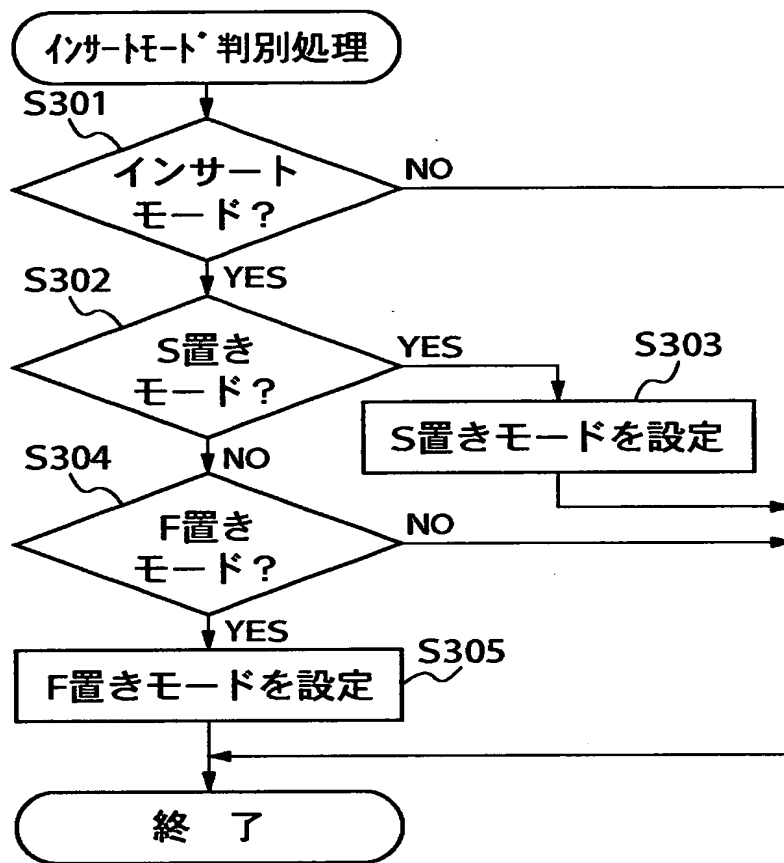 インサートモード 判別処理
S301
インサート
モード?
NO
YES
S302
S置き
モード?
YES
S303
S置きモードを設定
NO
S304
F置き
モード?
NO
YES
S305
F置きモードを設定
終 了